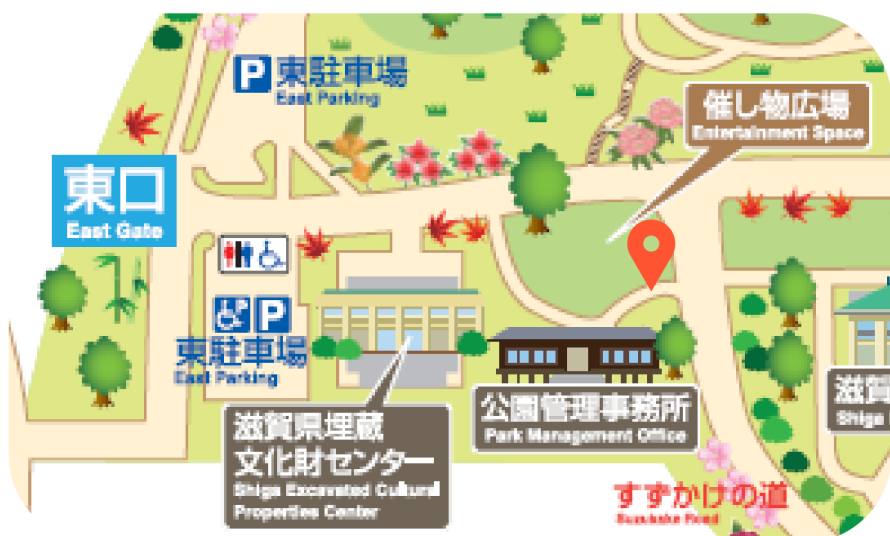 P 東駐車場
East Parking
催し物広場
Entertainment Space
東口
East Gate
P P
東駐車場
East Parking
滋賀県埋蔵
文化財センター
Shiga Excavated Cultural
Properties Center
公園管理事務所
Park Management Office
滋賀
Shiga
すずかけの道
Suzukake Road